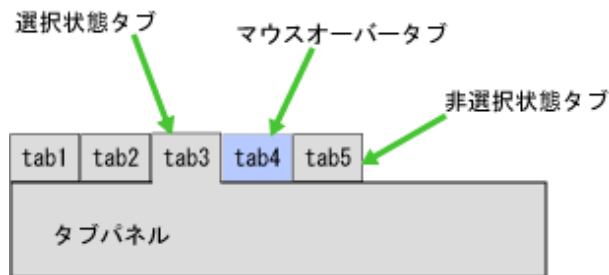 選択状態タブ
マウスオーバータブ
非選択状態タブ
tab1 tab2 tab3 tab4 tab5
タブパネル